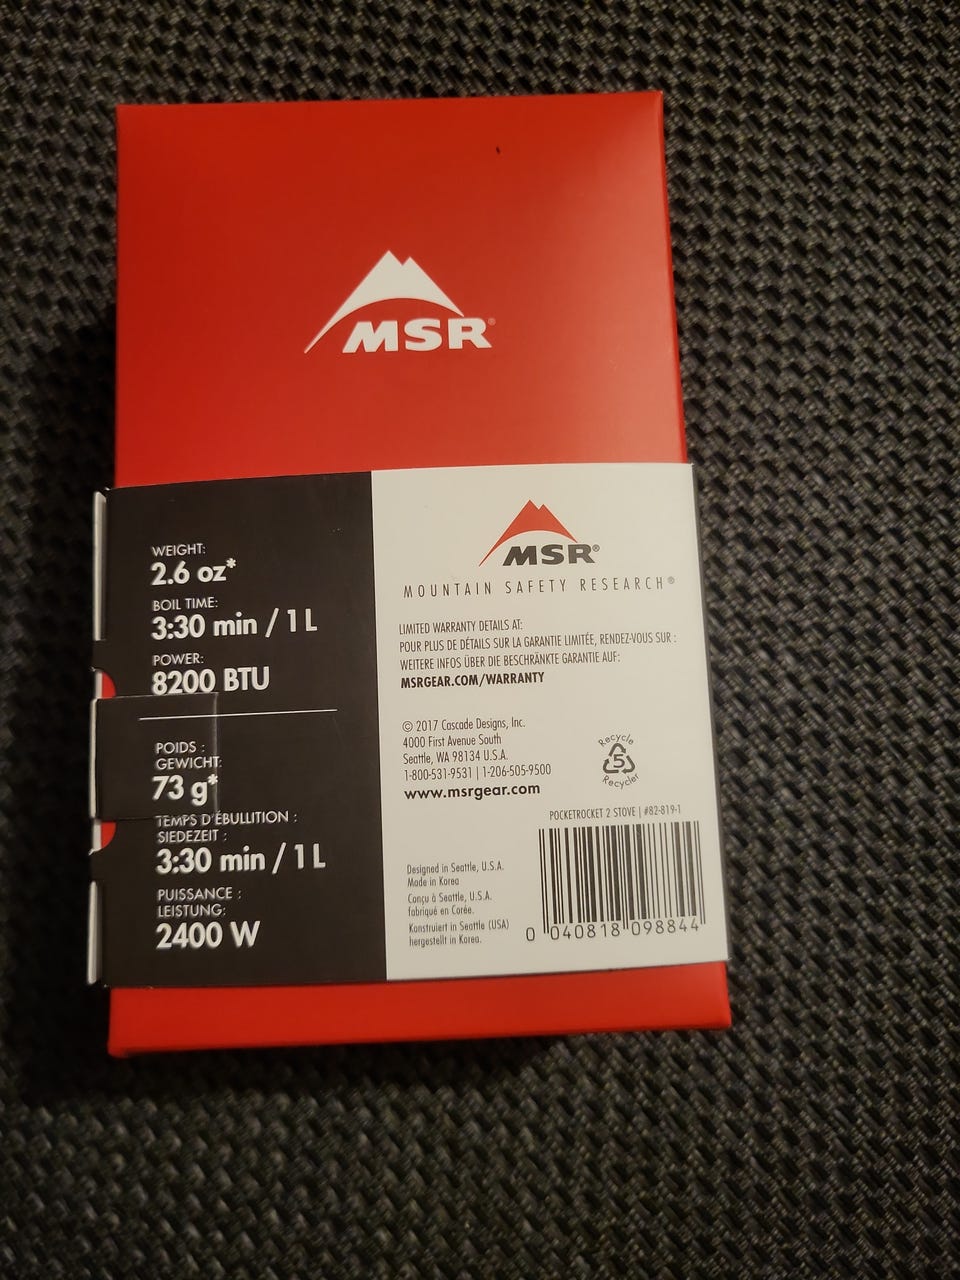 MSR®
WEIGHT:
2.6 oz*
BOIL TIME:
3:30 min / 1 L
POWER:
8200 BTU
POIDS :
GEWICHT:
73 g*
TEMPS D'ÉBULLITION :
SIEDEZEIT :
3:30 min / 1 L
PUISSANCE :
LEISTUNG:
2400 W
MSR®
MOUNTAIN SAFETY RESEARCH®
LIMITED WARRANTY DETAILS AT:
POUR PLUS DE DÉTAILS SUR LA GARANTIE LIMITÉE, RENDEZ-VOUS SUR :
WEITERE INFOS ÜBER DIE BESCHRÄNKTE GARANTIE AUF:
MSRGEAR.COM/WARRANTY
© 2017 Cascade Designs, Inc.
4000 First Avenue South
Seattle, WA 98134 U.S.A.
1-800-531-9531 | 1-206-505-9500
www.msrgear.com
Recycle
5
Recycler
POCKETROCKET 2 STOVE | #82-819-1
Designed in Seattle, U.S.A.
Made in Korea
Conçu à Seattle, U.S.A.
fabriqué en Corée.
Konstruiert in Seattle (USA)
hergestellt in Korea.
0 040818 098844